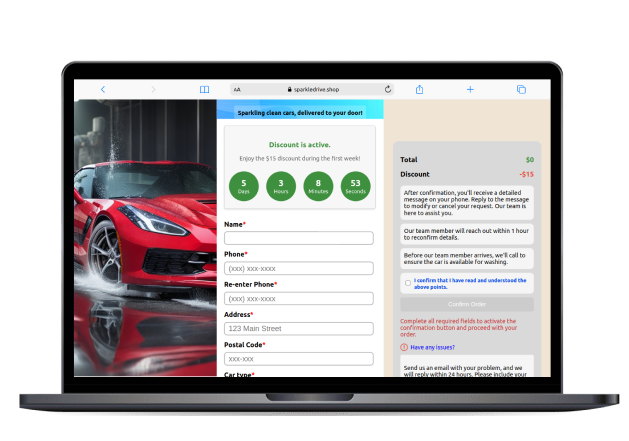 AA
sparkledrive.shop
Sparkling clean cars, delivered to your door!
Discount is active.
Enjoy the $15 discount during the first week!
5
Days
3
Hours
8
Minutes
53
Seconds
Name*
Phone*
(xxx) xxx-xxxx
Re-enter Phone*
(xxx) xxx-xxxx
Address*
123 Main Street
Postal Code*
xxx-xxx
Car type*
Total $0
Discount -$15
After confirmation, you'll receive a detailed
message on your phone. Reply to the message
to modify or cancel your request. Our team is
here to assist you.
Our team member will reach out within 1 hour
to reconfirm details.
Before our team member arrives, we'll call to
ensure the car is available for washing.
I confirm that I have read and understood the
above points.
Confirm Order
Complete all required fields to activate the
confirmation button and proceed with your
order.
Have any issues?
Send us an email with your problem, and we
will reply within 24 hours. Please include your